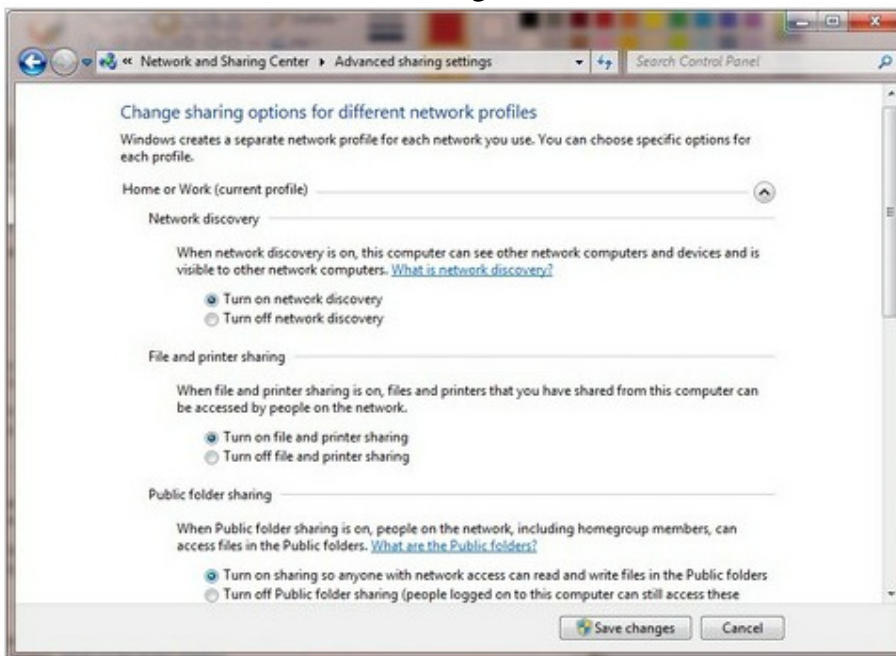 « Network and Sharing Center ▸ Advanced sharing settings
Search Control Panel
Change sharing options for different network profiles
Windows creates a separate network profile for each network you use. You can choose specific options for
each profile.
Home or Work (current profile)
Network discovery
When network discovery is on, this computer can see other network computers and devices and is
visible to other network computers. What is network discovery?
Turn on network discovery
Turn off network discovery
File and printer sharing
When file and printer sharing is on, files and printers that you have shared from this computer can
be accessed by people on the network.
Turn on file and printer sharing
Turn off file and printer sharing
Public folder sharing
When Public folder sharing is on, people on the network, including homegroup members, can
access files in the Public folders. What are the Public folders?
Turn on sharing so anyone with network access can read and write files in the Public folders
Turn off Public folder sharing (people logged on to this computer can still access these
Save changes
Cancel